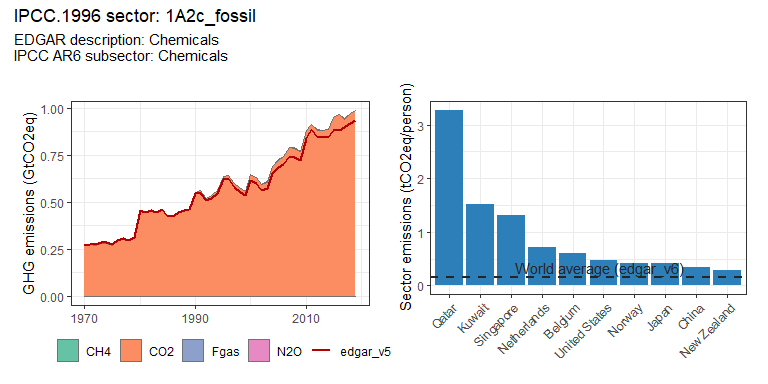 IPCC.1996 sector: 1A2c_fossil
EDGAR description: Chemicals
IPCC AR6 subsector: Chemicals
GHG emissions (GtCO2eq)
1.00
0.75
0.50
0.25
0.00
1970
1990
2010
CH4
CO2
Fgas
N2O
edgar_v5
Sector emissions (tCO2eq/person)
3
2
1
0
World average (edgar_v6)
Qatar
Kuwait
Singapore
Netherlands
Belgium
United States
Norway
Japan
China
New Zealand